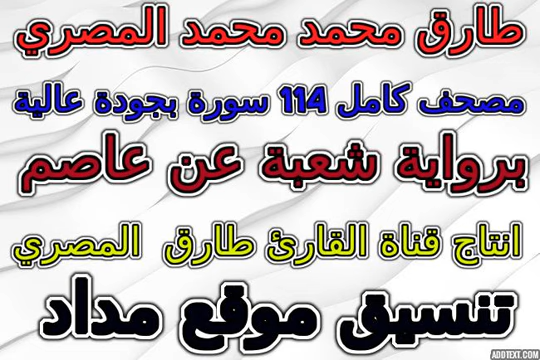 طارق محمد محمد المصري
مصحف كامل 114 سورة بجودة عالية
برواية شعبة عن عاصم
انتاج قناة القارئ طارق المصري
تنسيق موقع مداد
ADDTEXT.COM